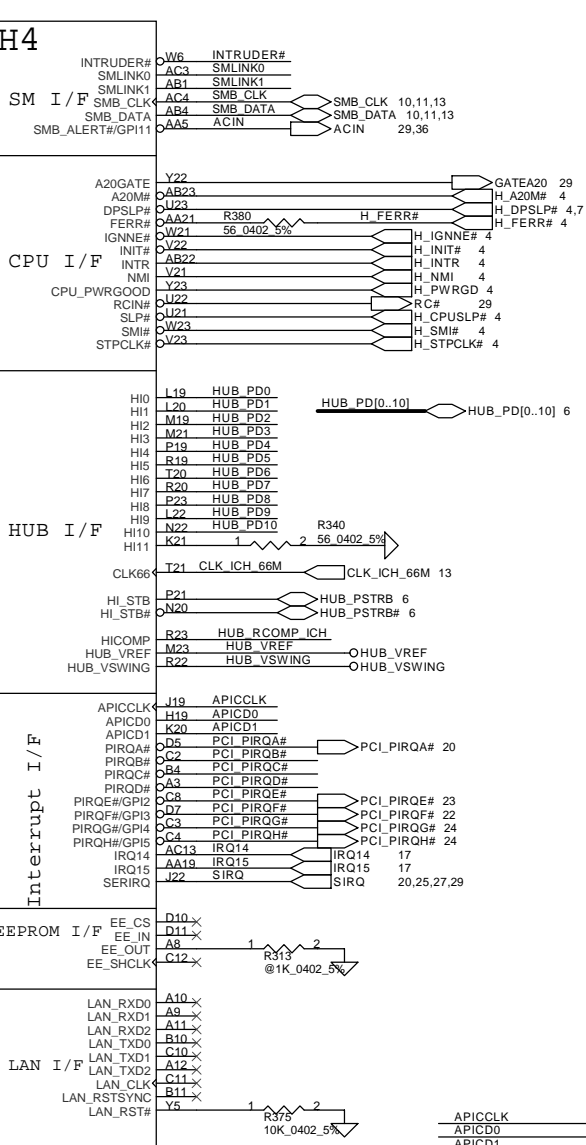 H4
SM I/F
INTRUDER# W6 INTRUDER#
SMLINK0 AC3 SMLINK0
SMLINK1 AB1 SMLINK1
SMB_CLK AC4 SMB_CLK SMB_CLK 10,11,13
SMB_DATA AB4 SMB_DATA SMB_DATA 10,11,13
SMB_ALERT#/GPI11 AA5 ACIN ACIN 29,36
CPU I/F
A20GATE Y22 GATEA20 29
A20M# AB23 H_A20M# 4
DPSLP# U23 H_DPSLP# 4,7
FERR# AA21 R380 H_FERR# H_FERR# 4
56_0402_5%
IGNNE# W21 H_IGNNE# 4
INIT# V22 H_INIT# 4
INTR AB22 H_INTR 4
NMI V21 H_NMI 4
CPU_PWRGOOD Y23 H_PWRGD 4
RCIN# U22 RC# 29
SLP# U21 H_CPUSLP# 4
SMI# W23 H_SMI# 4
STPCLK# V23 H_STPCLK# 4
HUB I/F
HI0 L19 HUB_PD0
HI1 L20 HUB_PD1 HUB_PD[0..10] HUB_PD[0..10] 6
HI2 M19 HUB_PD2
HI3 M21 HUB_PD3
HI4 P19 HUB_PD4
HI5 R19 HUB_PD5
HI6 T20 HUB_PD6
HI7 R20 HUB_PD7
HI8 P23 HUB_PD8
HI9 L22 HUB_PD9
HI10 N22 HUB_PD10 R340
HI11 K21 1 2 56_0402_5%
CLK66 T21 CLK_ICH_66M CLK_ICH_66M 13
HI_STB P21 HUB_PSTRB 6
HI_STB# N20 HUB_PSTRB# 6
HICOMP R23 HUB_RCOMP_ICH
HUB_VREF M23 HUB_VREF HUB_VREF
HUB_VSWING R22 HUB_VSWING HUB_VSWING
Interrupt I/F
APICCLK J19 APICCLK
APICD0 H19 APICD0
APICD1 K20 APICD1
PIRQA# D5 PCI_PIRQA# PCI_PIRQA# 20
PIRQB# C2 PCI_PIRQB#
PIRQC# B4 PCI_PIRQC#
PIRQD# A3 PCI_PIRQD#
PIRQE#/GPI2 C8 PCI_PIRQE# PCI_PIRQE# 23
PIRQF#/GPI3 D7 PCI_PIRQF# PCI_PIRQF# 22
PIRQG#/GPI4 C3 PCI_PIRQG# PCI_PIRQG# 24
PIRQH#/GPI5 C4 PCI_PIRQH# PCI_PIRQH# 24
IRQ14 AC13 IRQ14 IRQ14 17
IRQ15 AA19 IRQ15 IRQ15 17
SERIRQ J22 SIRQ SIRQ 20,25,27,29
EEPROM I/F
EE_CS D10
EE_IN D11
EE_OUT A8 1 2
R313
EE_SHCLK C12 @1K_0402_5%
LAN I/F
LAN_RXD0 A10
LAN_RXD1 A9
LAN_RXD2 A11
LAN_TXD0 B10
LAN_TXD1 C10
LAN_TXD2 A12
LAN_CLK C11
LAN_RSTSYNC B11
LAN_RST# Y5 1 2
R375
10K_0402_5%
APICCLK
APICD0
APICD1